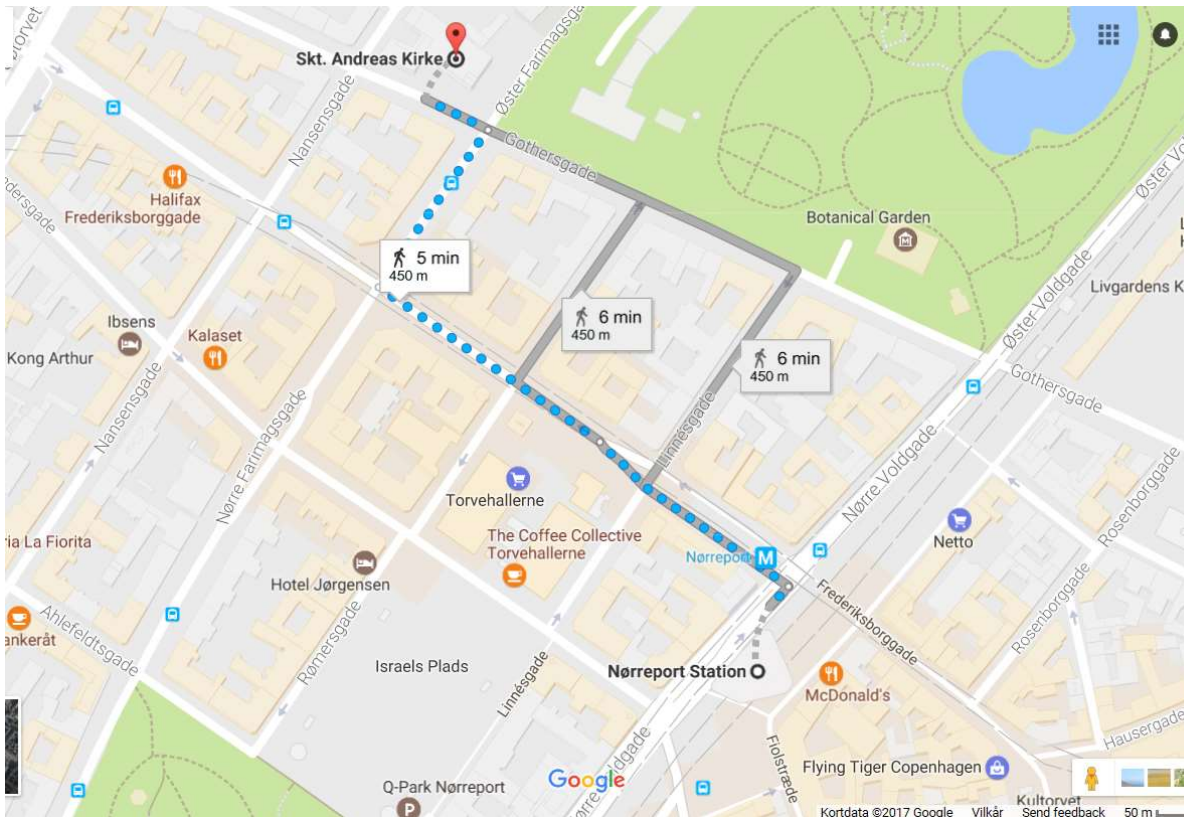 Øster Farimagsga
Skt. Andreas Kirke
Nansensgade
Gothersgade
Halifax
Frederiksborggade
Botanical Garden
Øster Voldgade
5 min
450 m
6 min
450 m
6 min
450 m
Livgardens K
Ibsens
Kong Arthur
Kalaset
Nansensgade
Nørre Farimagsgade
Linnésgade
Gothersgade
Nørre Voldgade
Rosenborggade
Torvehallerne
The Coffee Collective
Torvehallerne
ria La Fiorita
Hotel Jørgensen
Nørreport
M
Netto
Frederiksborggade
Rosenborggade
ankeråt
Ahlefeldtsgade
Rømersgade
Israels Plads
Linnésgade
Nørreport Station
McDonald's
Fiolstræde
Hausergade
Q-Park Nørreport
P
Google
Flying Tiger Copenhagen
Kultorvet
Kortdata ©2017 Google Vilkår Send feedback 50 m